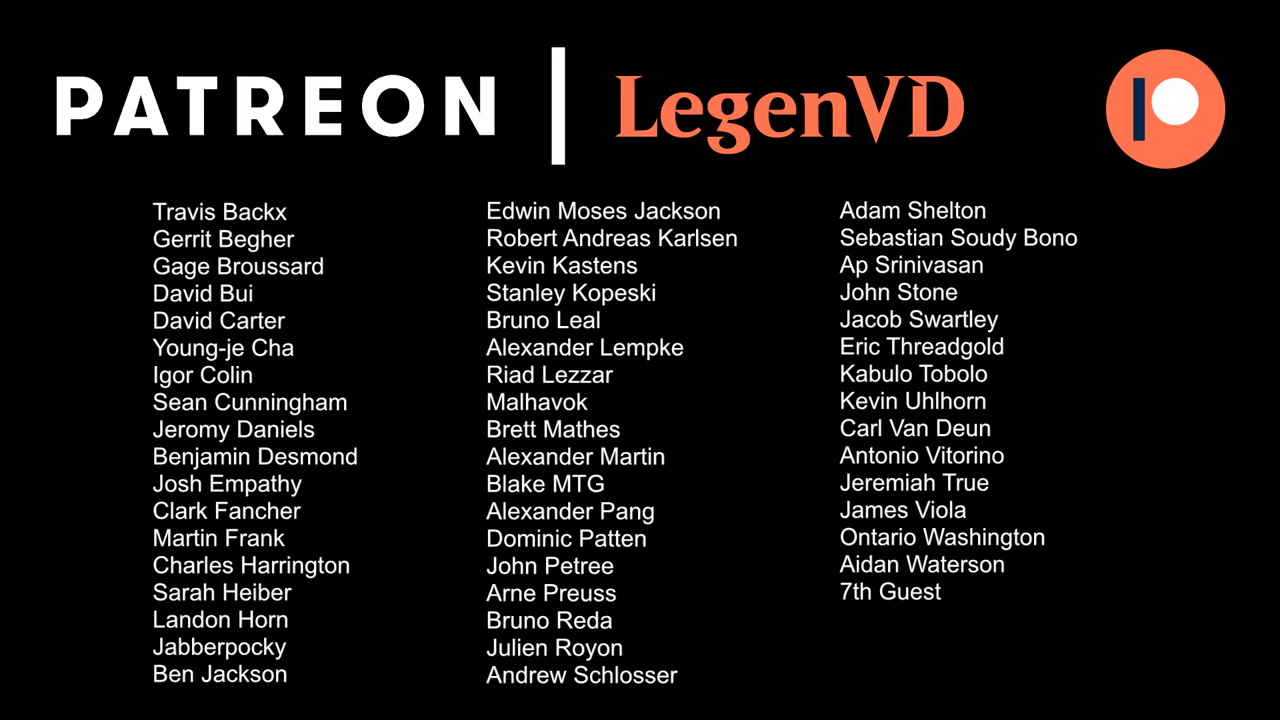 PATREON | LegenVD
Travis Backx
Gerrit Begher
Gage Broussard
David Bui
David Carter
Young-je Cha
Igor Colin
Sean Cunningham
Jeromy Daniels
Benjamin Desmond
Josh Empathy
Clark Fancher
Martin Frank
Charles Harrington
Sarah Heiber
Landon Horn
Jabberpocky
Ben Jackson
Edwin Moses Jackson
Robert Andreas Karlsen
Kevin Kastens
Stanley Kopeski
Bruno Leal
Alexander Lempke
Riad Lezzar
Malhavok
Brett Mathes
Alexander Martin
Blake MTG
Alexander Pang
Dominic Patten
John Petree
Arne Preuss
Bruno Reda
Julien Royon
Andrew Schlosser
Adam Shelton
Sebastian Soudy Bono
Ap Srinivasan
John Stone
Jacob Swartley
Eric Threadgold
Kabulo Tobolo
Kevin Uhlhorn
Carl Van Deun
Antonio Vitorino
Jeremiah True
James Viola
Ontario Washington
Aidan Waterson
7th Guest